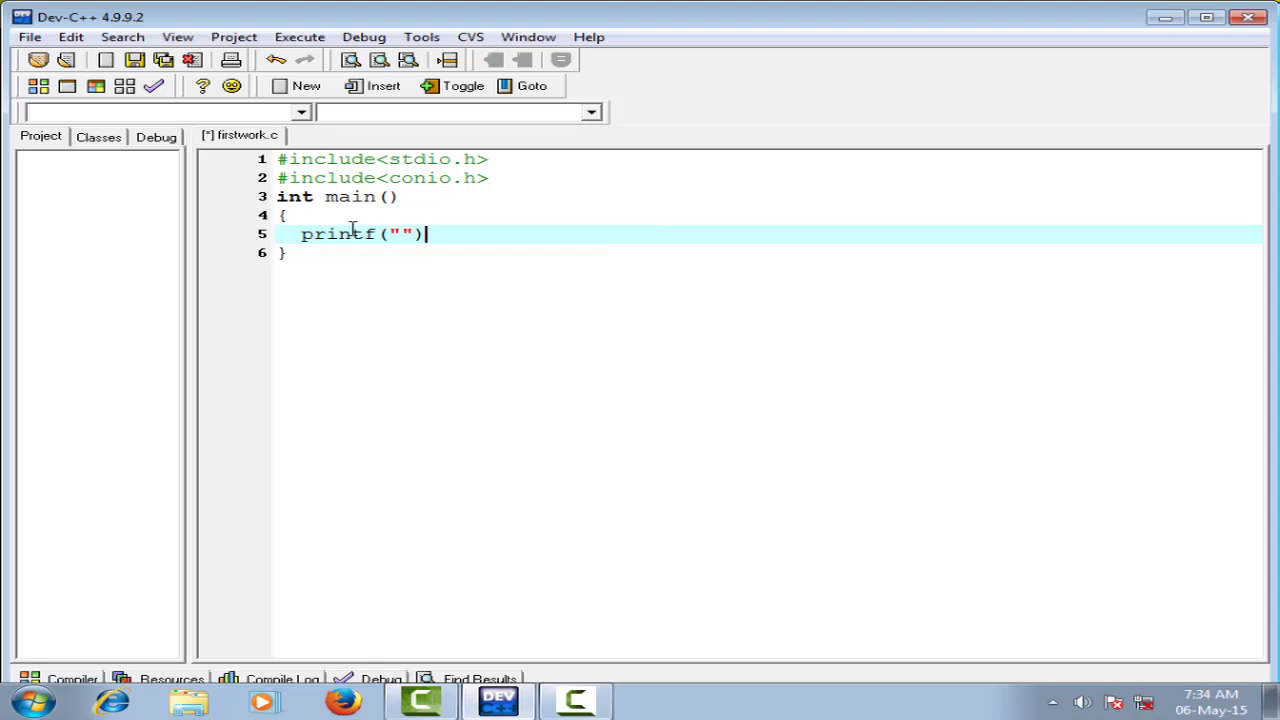 Dev-C++ 4.9.9.2
File Edit Search View Project Execute Debug Tools CVS Window Help
New Insert Toggle Goto
Project Classes Debug [*] firstwork.c
1 #include<stdio.h>
2 #include<conio.h>
3 int main()
4 {
5 printf("")
6 }
Compiler Resources Compile Log Debug Find Results
DEV C++
7:34 AM
06-May-15